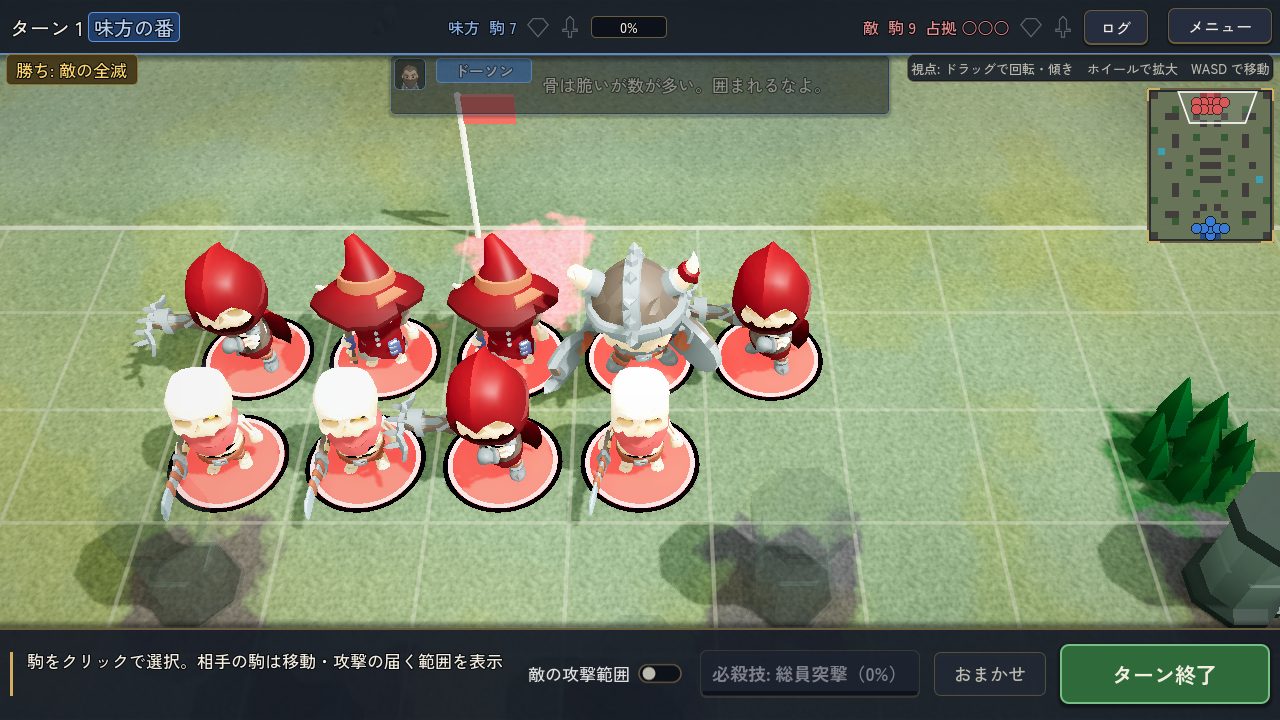 ターン 1 味方の番
味方 駒 7
0%
敵 駒 9 占拠 〇〇〇
ログ
メニュー
勝ち: 敵の全滅
ドーソン
骨は脆いが数が多い。囲まれるなよ。
視点: ドラッグで回転・傾き ホイールで拡大 WASD で移動
駒をクリックで選択。相手の駒は移動・攻撃の届く範囲を表示
敵の攻撃範囲
必殺技: 総員突撃（0%）
おまかせ
ターン終了